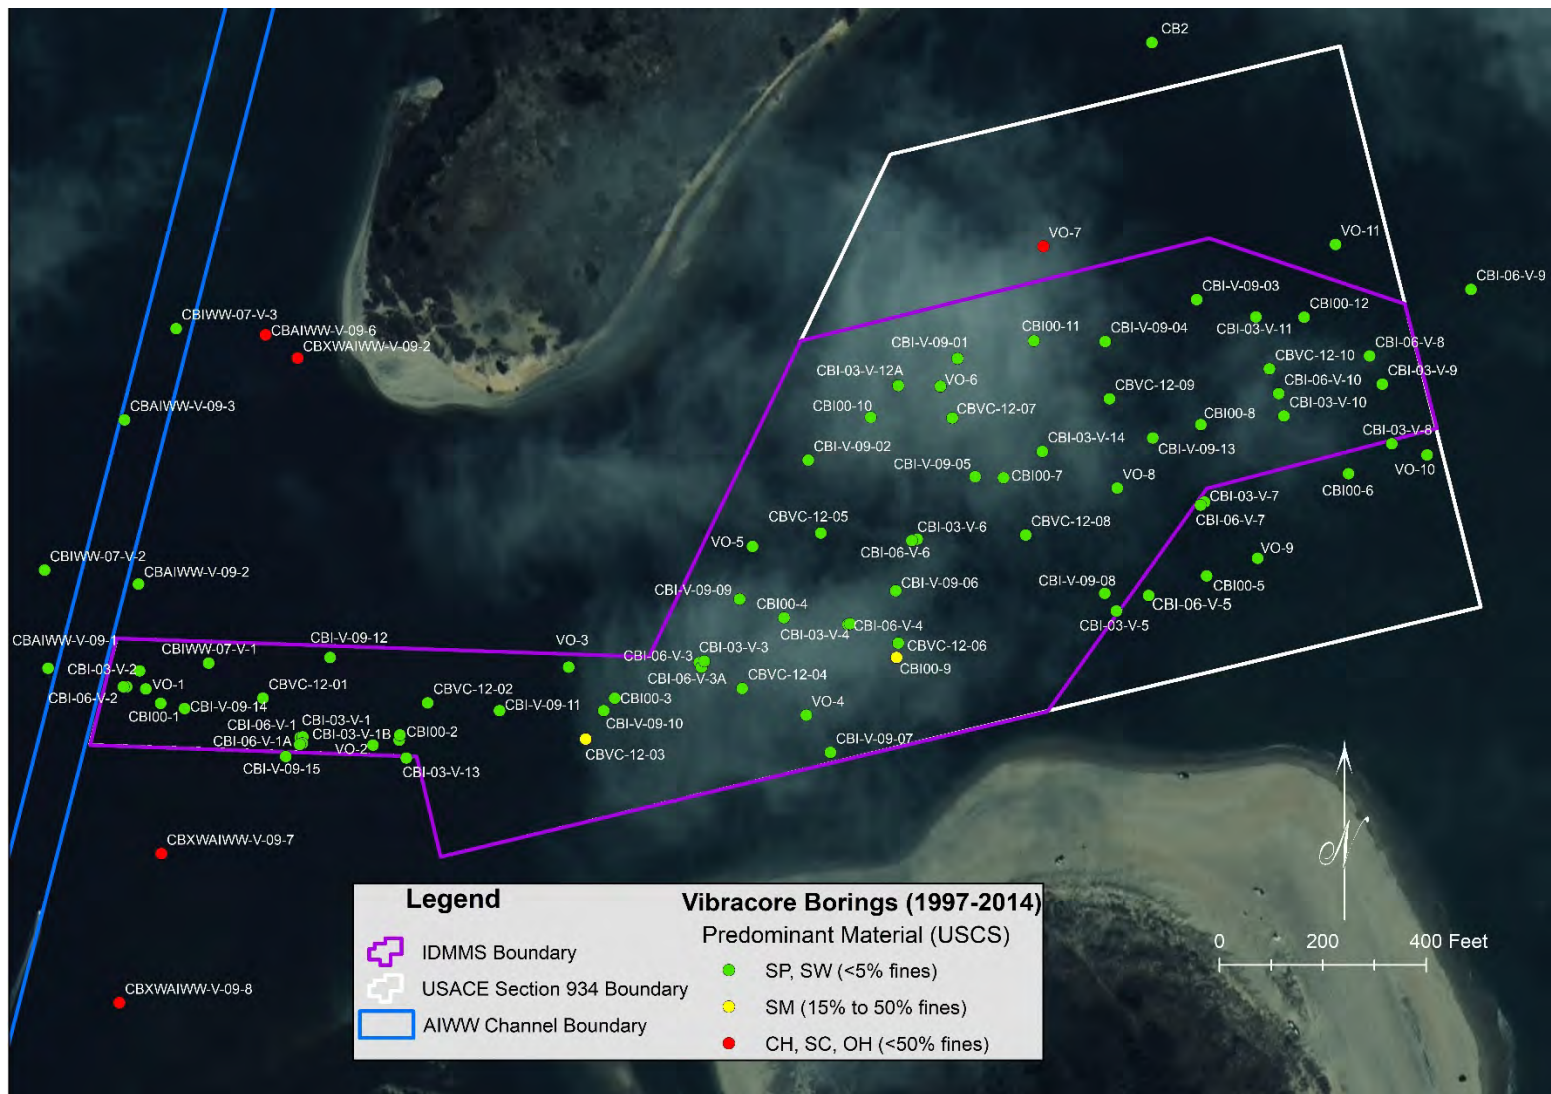 CB2
VO-7
VO-11
CBI-06-V-9
CBI-V-09-03
CBI00-12
CBI-03-V-11
CBIWW-07-V-3
CBAIWW-V-09-6
CBXWAIWW-V-09-2
CBI00-11
CBI-V-09-04
CBI-V-09-01
CBVC-12-10
CBI-06-V-8
CBI-03-V-12A
VO-6
CBVC-12-09
CBI-06-V-10
CBI-03-V-9
CBAIWW-V-09-3
CBI00-10
CBVC-12-07
CBI00-8
CBI-03-V-10
CBI-V-09-02
CBI-03-V-14
CBI-V-09-13
CBI-03-V-8
CBI-V-09-05
CBI00-7
VO-8
CBI00-6
VO-10
CBI-03-V-7
CBI-06-V-7
CBVC-12-05
CBI-03-V-6
CBVC-12-08
VO-5
CBI-06-V-6
VO-9
CBIWW-07-V-2
CBAIWW-V-09-2
CBI-V-09-09
CBI-V-09-06
CBI-V-09-08
CBI00-5
CBI-06-V-5
CBI-03-V-5
CBI00-4
CBI-03-V-4
CBI-06-V-4
CBAIWW-V-09-1
CBIWW-07-V-1
CBI-V-09-12
VO-3
CBI-03-V-3
CBVC-12-06
CBI00-9
CBI-03-V-2
CBI-06-V-3
CBI-06-V-3A
CBVC-12-04
CBI-06-V-2
VO-1
CBVC-12-01
CBVC-12-02
CBI00-3
VO-4
CBI00-1
CBI-V-09-14
CBI-V-09-11
CBI-V-09-10
CBI-06-V-1
CBI-03-V-1
CBI-03-V-1B
CBI00-2
CBI-06-V-1A
VO-2
CBVC-12-03
CBI-V-09-07
CBI-V-09-15
CBI-03-V-13
CBXWAIWW-V-09-7
CBXWAIWW-V-09-8
N
0 200 400 Feet
Legend
IDMMS Boundary
USACE Section 934 Boundary
AIWW Channel Boundary
Vibracore Borings (1997-2014)
Predominant Material (USCS)
SP, SW (<5% fines)
SM (15% to 50% fines)
CH, SC, OH (<50% fines)